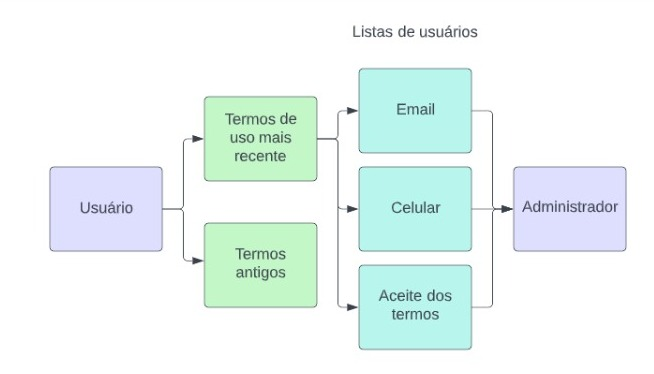 Listas de usuários
Email
Termos de
uso mais
recente
Usuário
Celular
Administrador
Termos
antigos
Aceite dos
termos